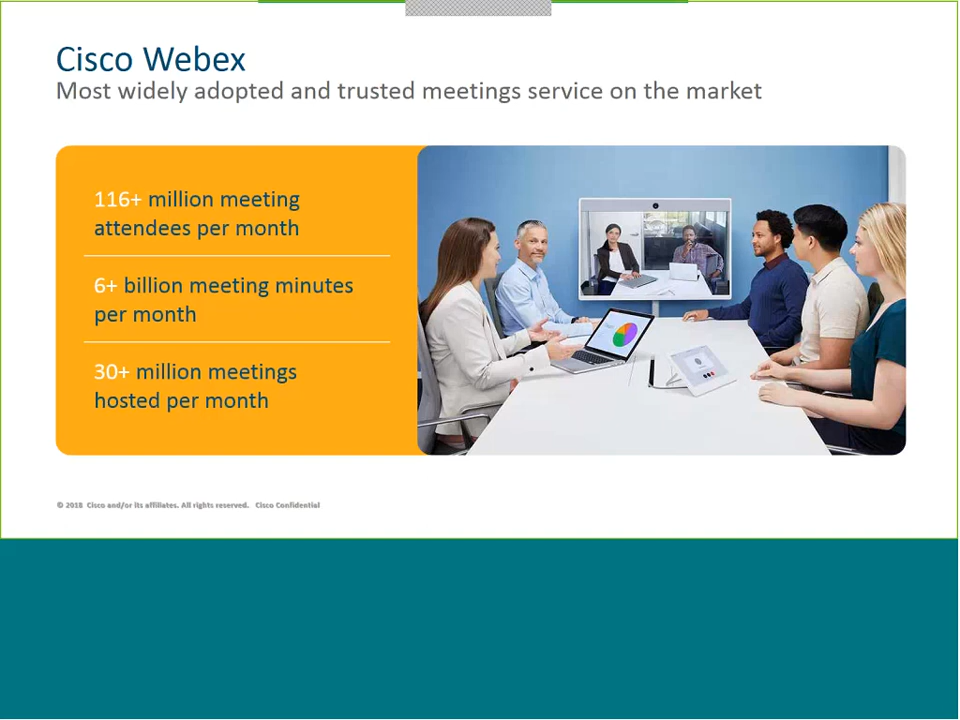 Cisco Webex
Most widely adopted and trusted meetings service on the market
116+ million meeting
attendees per month
6+ billion meeting minutes
per month
30+ million meetings
hosted per month
© 2018 Cisco and/or its affiliates. All rights reserved. Cisco Confidential